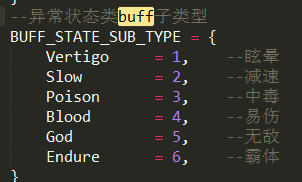 }
--异常状态类buff子类型
BUFF_STATE_SUB_TYPE = {
    Vertigo     = 1,    --眩晕
    Slow        = 2,    --减速
    Poison      = 3,    --中毒
    Blood       = 4,    --易伤
    God         = 5,    --无敌
    Endure      = 6,    --霸体
}